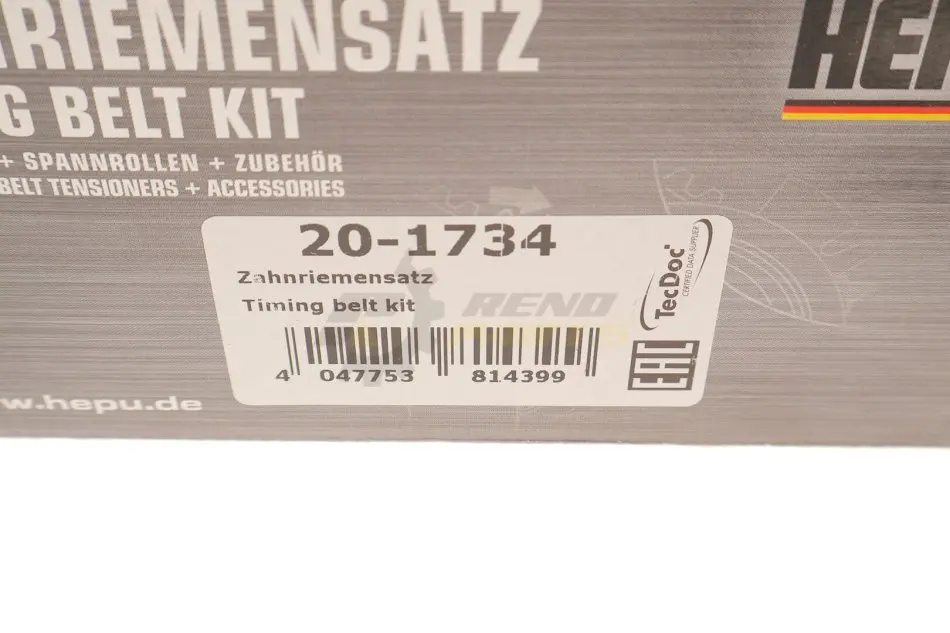 RIEMENSATZ
HE
G BELT KIT
+ SPANNROLLEN + ZUBEHÖR
BELT TENSIONERS + ACCESSORIES
20-1734
Zahnriemensatz
Timing belt kit
TecDoc
CERTIFIED DATA SUPPLIER
RENO
4 047753 814399
EAC
w.hepu.de